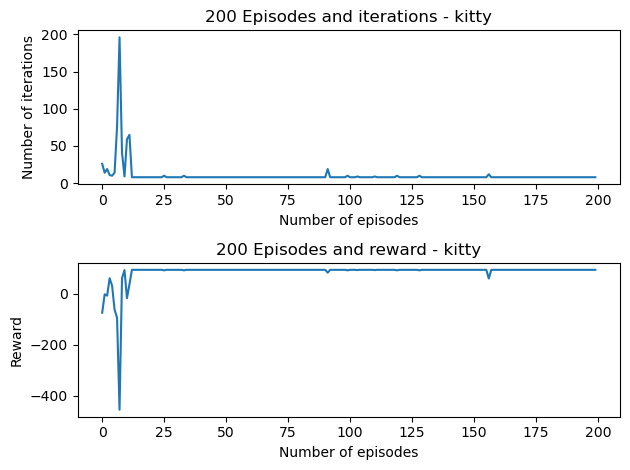 200 Episodes and iterations - kitty
Number of iterations
200
150
100
50
0
0 25 50 75 100 125 150 175 200
Number of episodes
200 Episodes and reward - kitty
Reward
0
−200
−400
0 25 50 75 100 125 150 175 200
Number of episodes